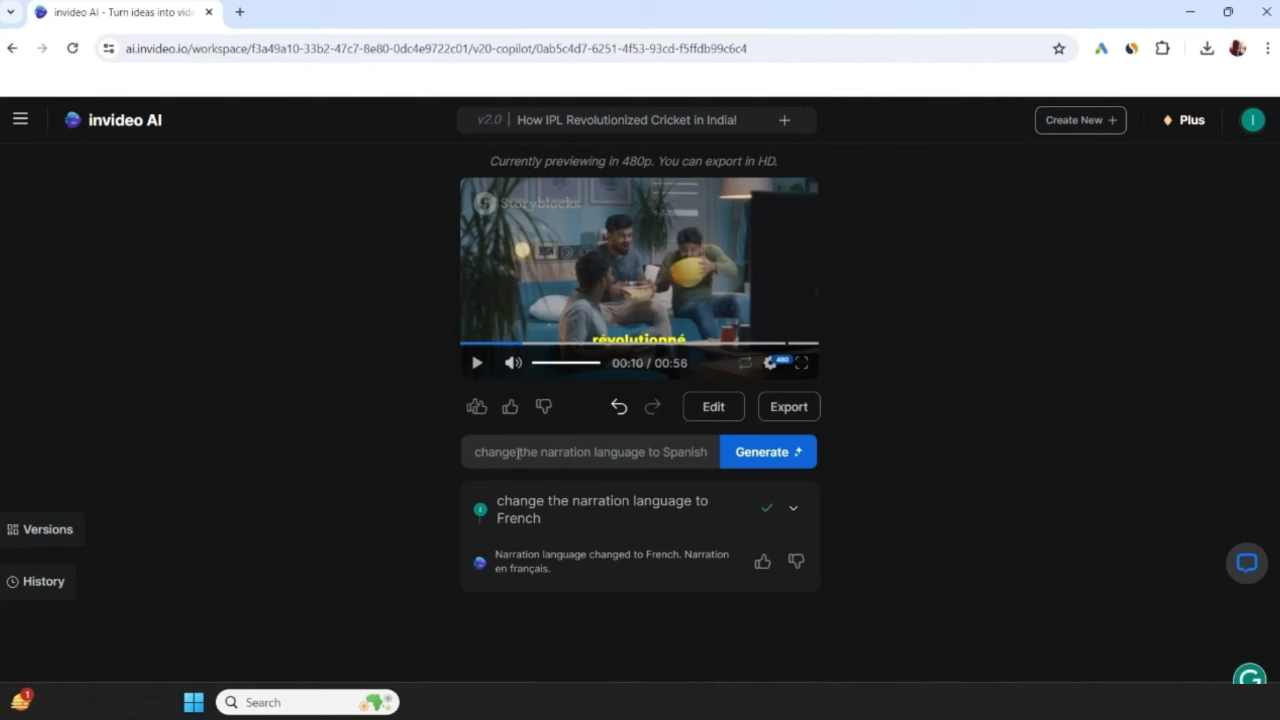 invideo AI - Turn ideas into vid
ai.invideo.io/workspace/f3a49a10-33b2-47c7-8e80-0dc4e9722c01/v20-copilot/0ab5c4d7-6251-4f53-93cd-f5ffdb99c6c4
invideo AI
v2.0 | How IPL Revolutionized Cricket in India!
Create New +
Plus
I
Currently previewing in 480p. You can export in HD.
Storyblocks
révolutionné
00:10 / 00:56
480
Edit
Export
change the narration language to Spanish
Generate
change the narration language to
French
Narration language changed to French. Narration
en français.
Versions
History
1
Search